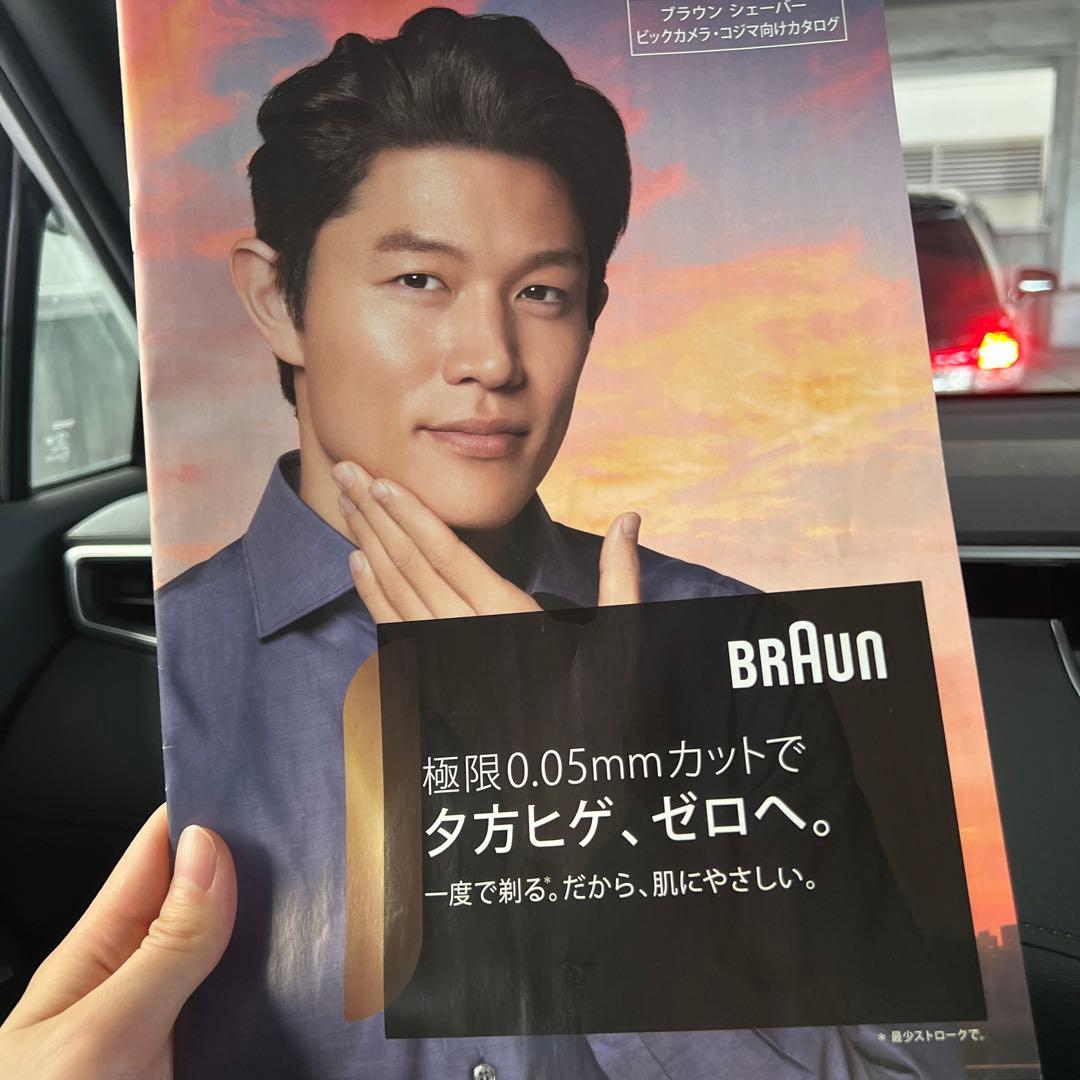 ブラウン シェーバー
ビックカメラ・コジマ向けカタログ
BRAUN
極限0.05mmカットで
夕方ヒゲ、ゼロへ。
一度で剃る*。だから、肌にやさしい。
* 最少ストロークで。